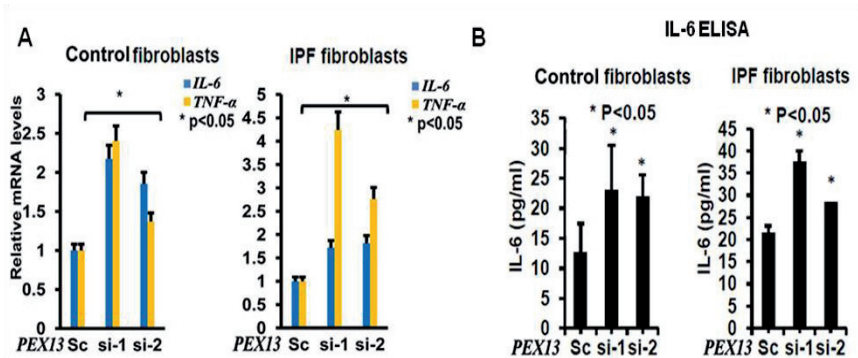 A
Control fibroblasts
IL-6
TNF-α
* p<0.05
*
Relative mRNA levels
3
2.5
2
1.5
1
0.5
0
PEX13 Sc si-1 si-2
IPF fibroblasts
IL-6
TNF-α
* p<0.05
*
5
4.5
4
3.5
3
2.5
2
1.5
1
0.5
0
PEX13 Sc si-1 si-2
B
IL-6 ELISA
Control fibroblasts
* P<0.05
*
*
IL-6 (pg/ml)
35
30
25
20
15
10
5
0
PEX13 Sc si-1 si-2
IPF fibroblasts
* P<0.05
*
*
IL-6 (pg/ml)
45
40
35
30
25
20
15
10
5
0
PEX13 Sc si-1 si-2